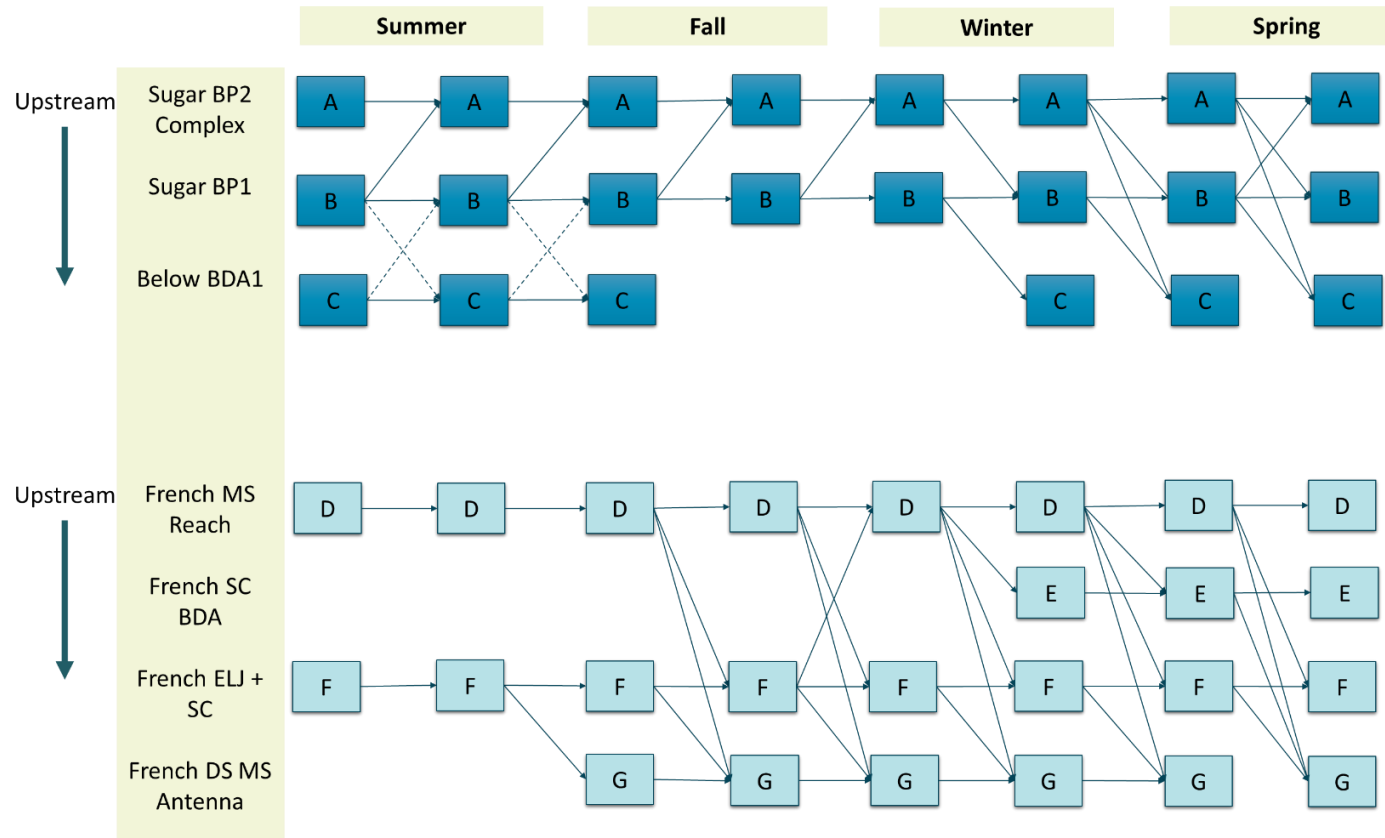 Summer
Fall
Winter
Spring
Upstream
Sugar BP2
Complex
A
A
A
A
A
A
A
A
Sugar BP1
B
B
B
B
B
B
B
B
Below BDA1
C
C
C
C
C
C
Upstream
French MS
Reach
D
D
D
D
D
D
D
D
French SC
BDA
E
E
E
French ELJ +
SC
F
F
F
F
F
F
F
F
French DS MS
Antenna
G
G
G
G
G
G